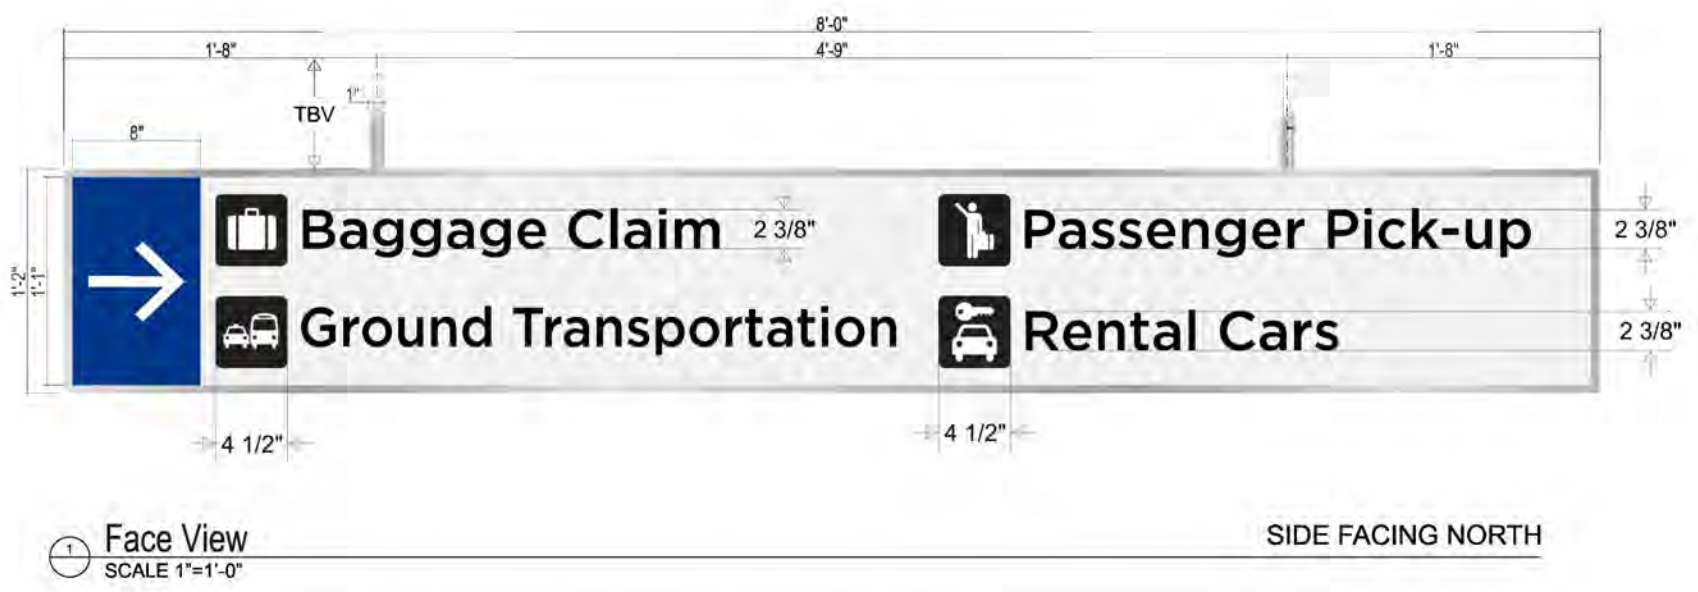 8'-0"
1'-8" 4'-9" 1'-8"
1"
TBV
8"
Baggage Claim 2 3/8" Passenger Pick-up 2 3/8"
1'-2" 1'-1"
Ground Transportation Rental Cars 2 3/8"
4 1/2" 4 1/2"
1 Face View SIDE FACING NORTH
SCALE 1"=1'-0"